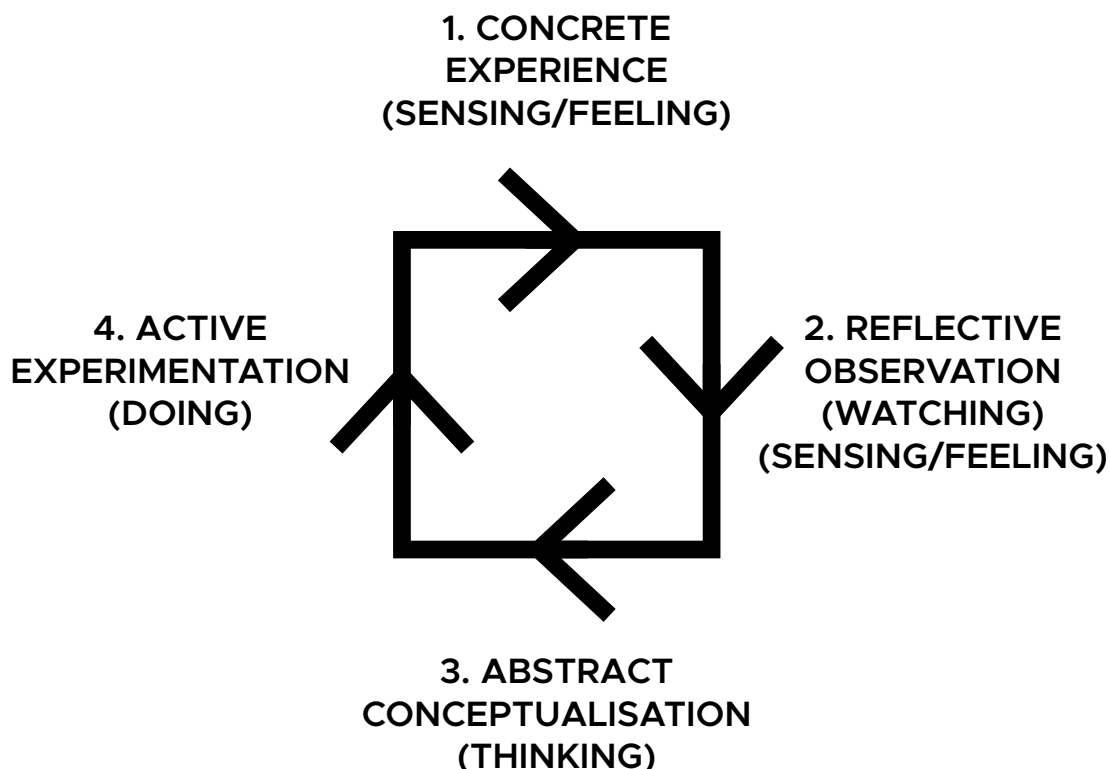 1. CONCRETE
EXPERIENCE
(SENSING/FEELING)
2. REFLECTIVE
OBSERVATION
(WATCHING)
(SENSING/FEELING)
3. ABSTRACT
CONCEPTUALISATION
(THINKING)
4. ACTIVE
EXPERIMENTATION
(DOING)